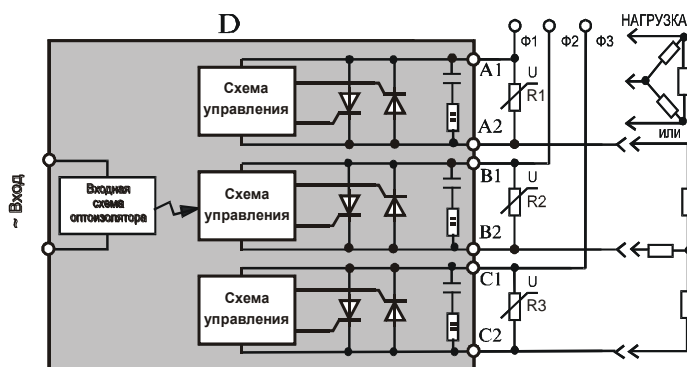 D
Ф1
Ф2
Ф3
НАГРУЗКА
ИЛИ
Схема
управления
A1
A2
U
R1
~ Вход
Входная
схема
оптоизолятора
Схема
управления
B1
B2
U
R2
Схема
управления
C1
C2
U
R3